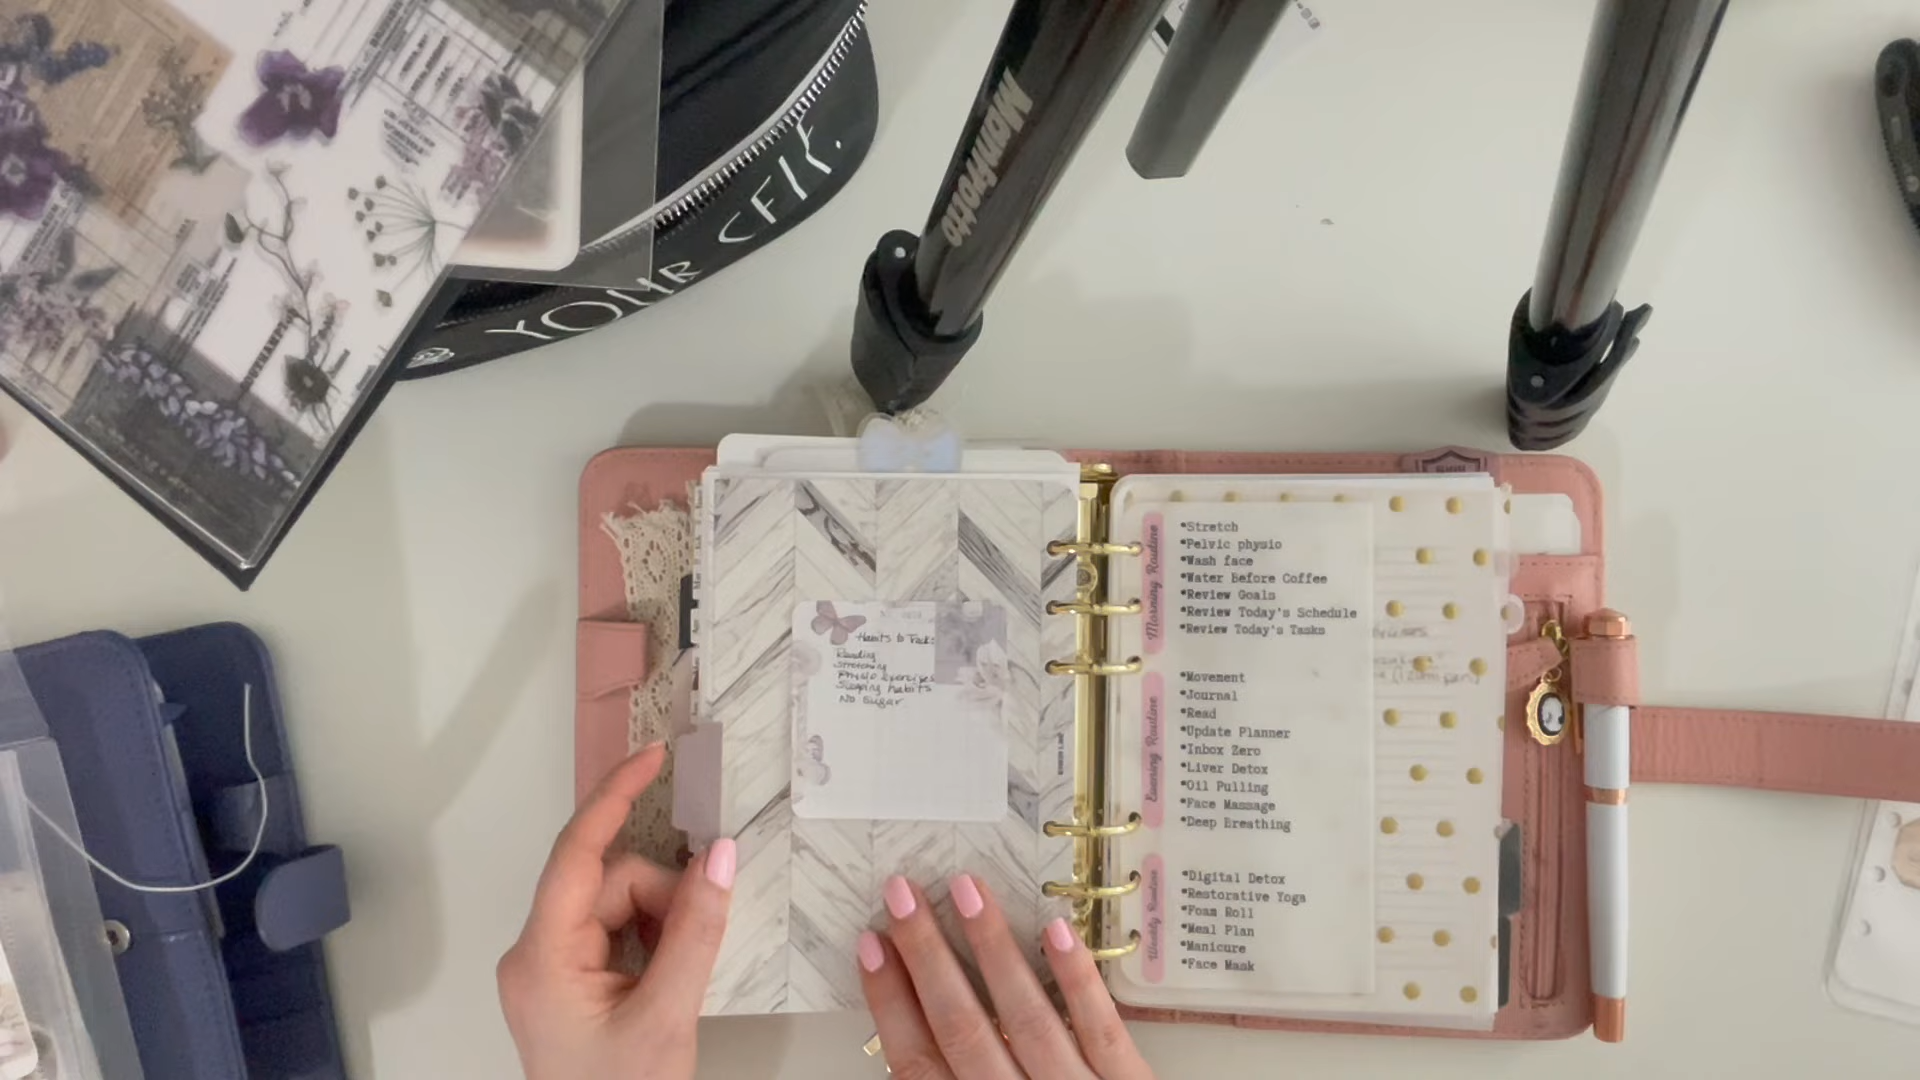 Manfrotto
YOUR
Habits to Track
Reading
Stretching
Physio exercises
Sleeping habits
No Sugar
Morning Routine
*Stretch
*Pelvic physio
*Wash face
*Water Before Coffee
*Review Goals
*Review Today's Schedule
*Review Today's Tasks
Evening Routine
*Movement
*Journal
*Read
*Update Planner
*Inbox Zero
*Liver Detox
*Oil Pulling
*Face Massage
*Deep Breathing
Weekly Routine
*Digital Detox
*Restorative Yoga
*Foam Roll
*Meal Plan
*Manicure
*Face Mask